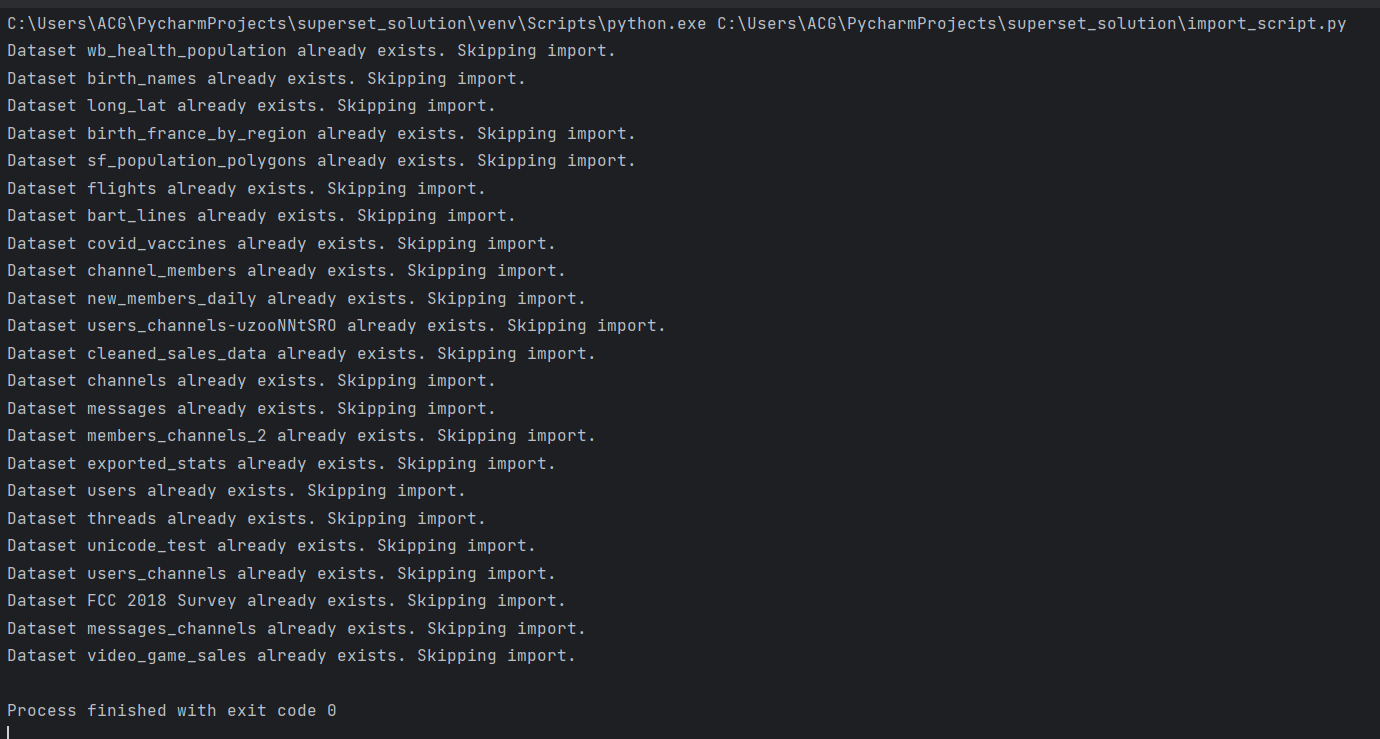 C:\Users\ACG\PycharmProjects\superset_solution\venv\Scripts\python.exe C:\Users\ACG\PycharmProjects\superset_solution\import_script.py
Dataset wb_health_population already exists. Skipping import.
Dataset birth_names already exists. Skipping import.
Dataset long_lat already exists. Skipping import.
Dataset birth_france_by_region already exists. Skipping import.
Dataset sf_population_polygons already exists. Skipping import.
Dataset flights already exists. Skipping import.
Dataset bart_lines already exists. Skipping import.
Dataset covid_vaccines already exists. Skipping import.
Dataset channel_members already exists. Skipping import.
Dataset new_members_daily already exists. Skipping import.
Dataset users_channels-uzooNNtSRO already exists. Skipping import.
Dataset cleaned_sales_data already exists. Skipping import.
Dataset channels already exists. Skipping import.
Dataset messages already exists. Skipping import.
Dataset members_channels_2 already exists. Skipping import.
Dataset exported_stats already exists. Skipping import.
Dataset users already exists. Skipping import.
Dataset threads already exists. Skipping import.
Dataset unicode_test already exists. Skipping import.
Dataset users_channels already exists. Skipping import.
Dataset FCC 2018 Survey already exists. Skipping import.
Dataset messages_channels already exists. Skipping import.
Dataset video_game_sales already exists. Skipping import.
Process finished with exit code 0